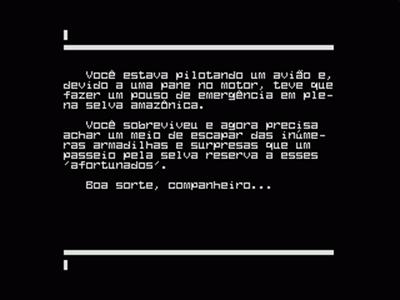 Você estava pilotando um avião e,
devido a uma pane no motor, teve que
fazer um pouso de emergência em ple-
na selva amazônica.
Você sobreviveu e agora precisa
achar um meio de escapar das inúme-
ras armadilhas e surpresas que um
passeio pela selva reserva a esses
'afortunados'.
Boa sorte, companheiro...